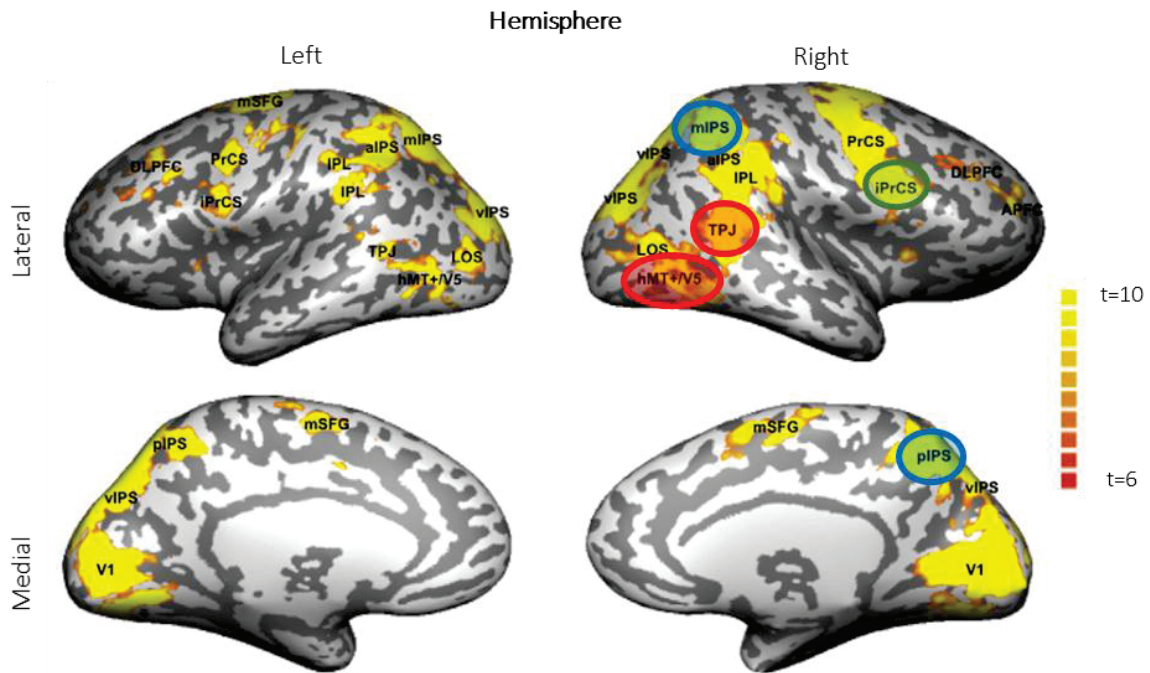 Hemisphere
Left
Right
Lateral
mSFG
DLPFC
PrCS
iPrCS
IPL
aIPS
mIPS
IPL
vIPS
TPJ
LOS
hMT+/V5
mIPS
vIPS
aIPS
vIPS
IPL
PrCS
iPrCS
DLPFC
APFC
TPJ
LOS
hMT+/V5
t=10
t=6
Medial
pIPS
mSFG
vIPS
V1
mSFG
pIPS
vIPS
V1